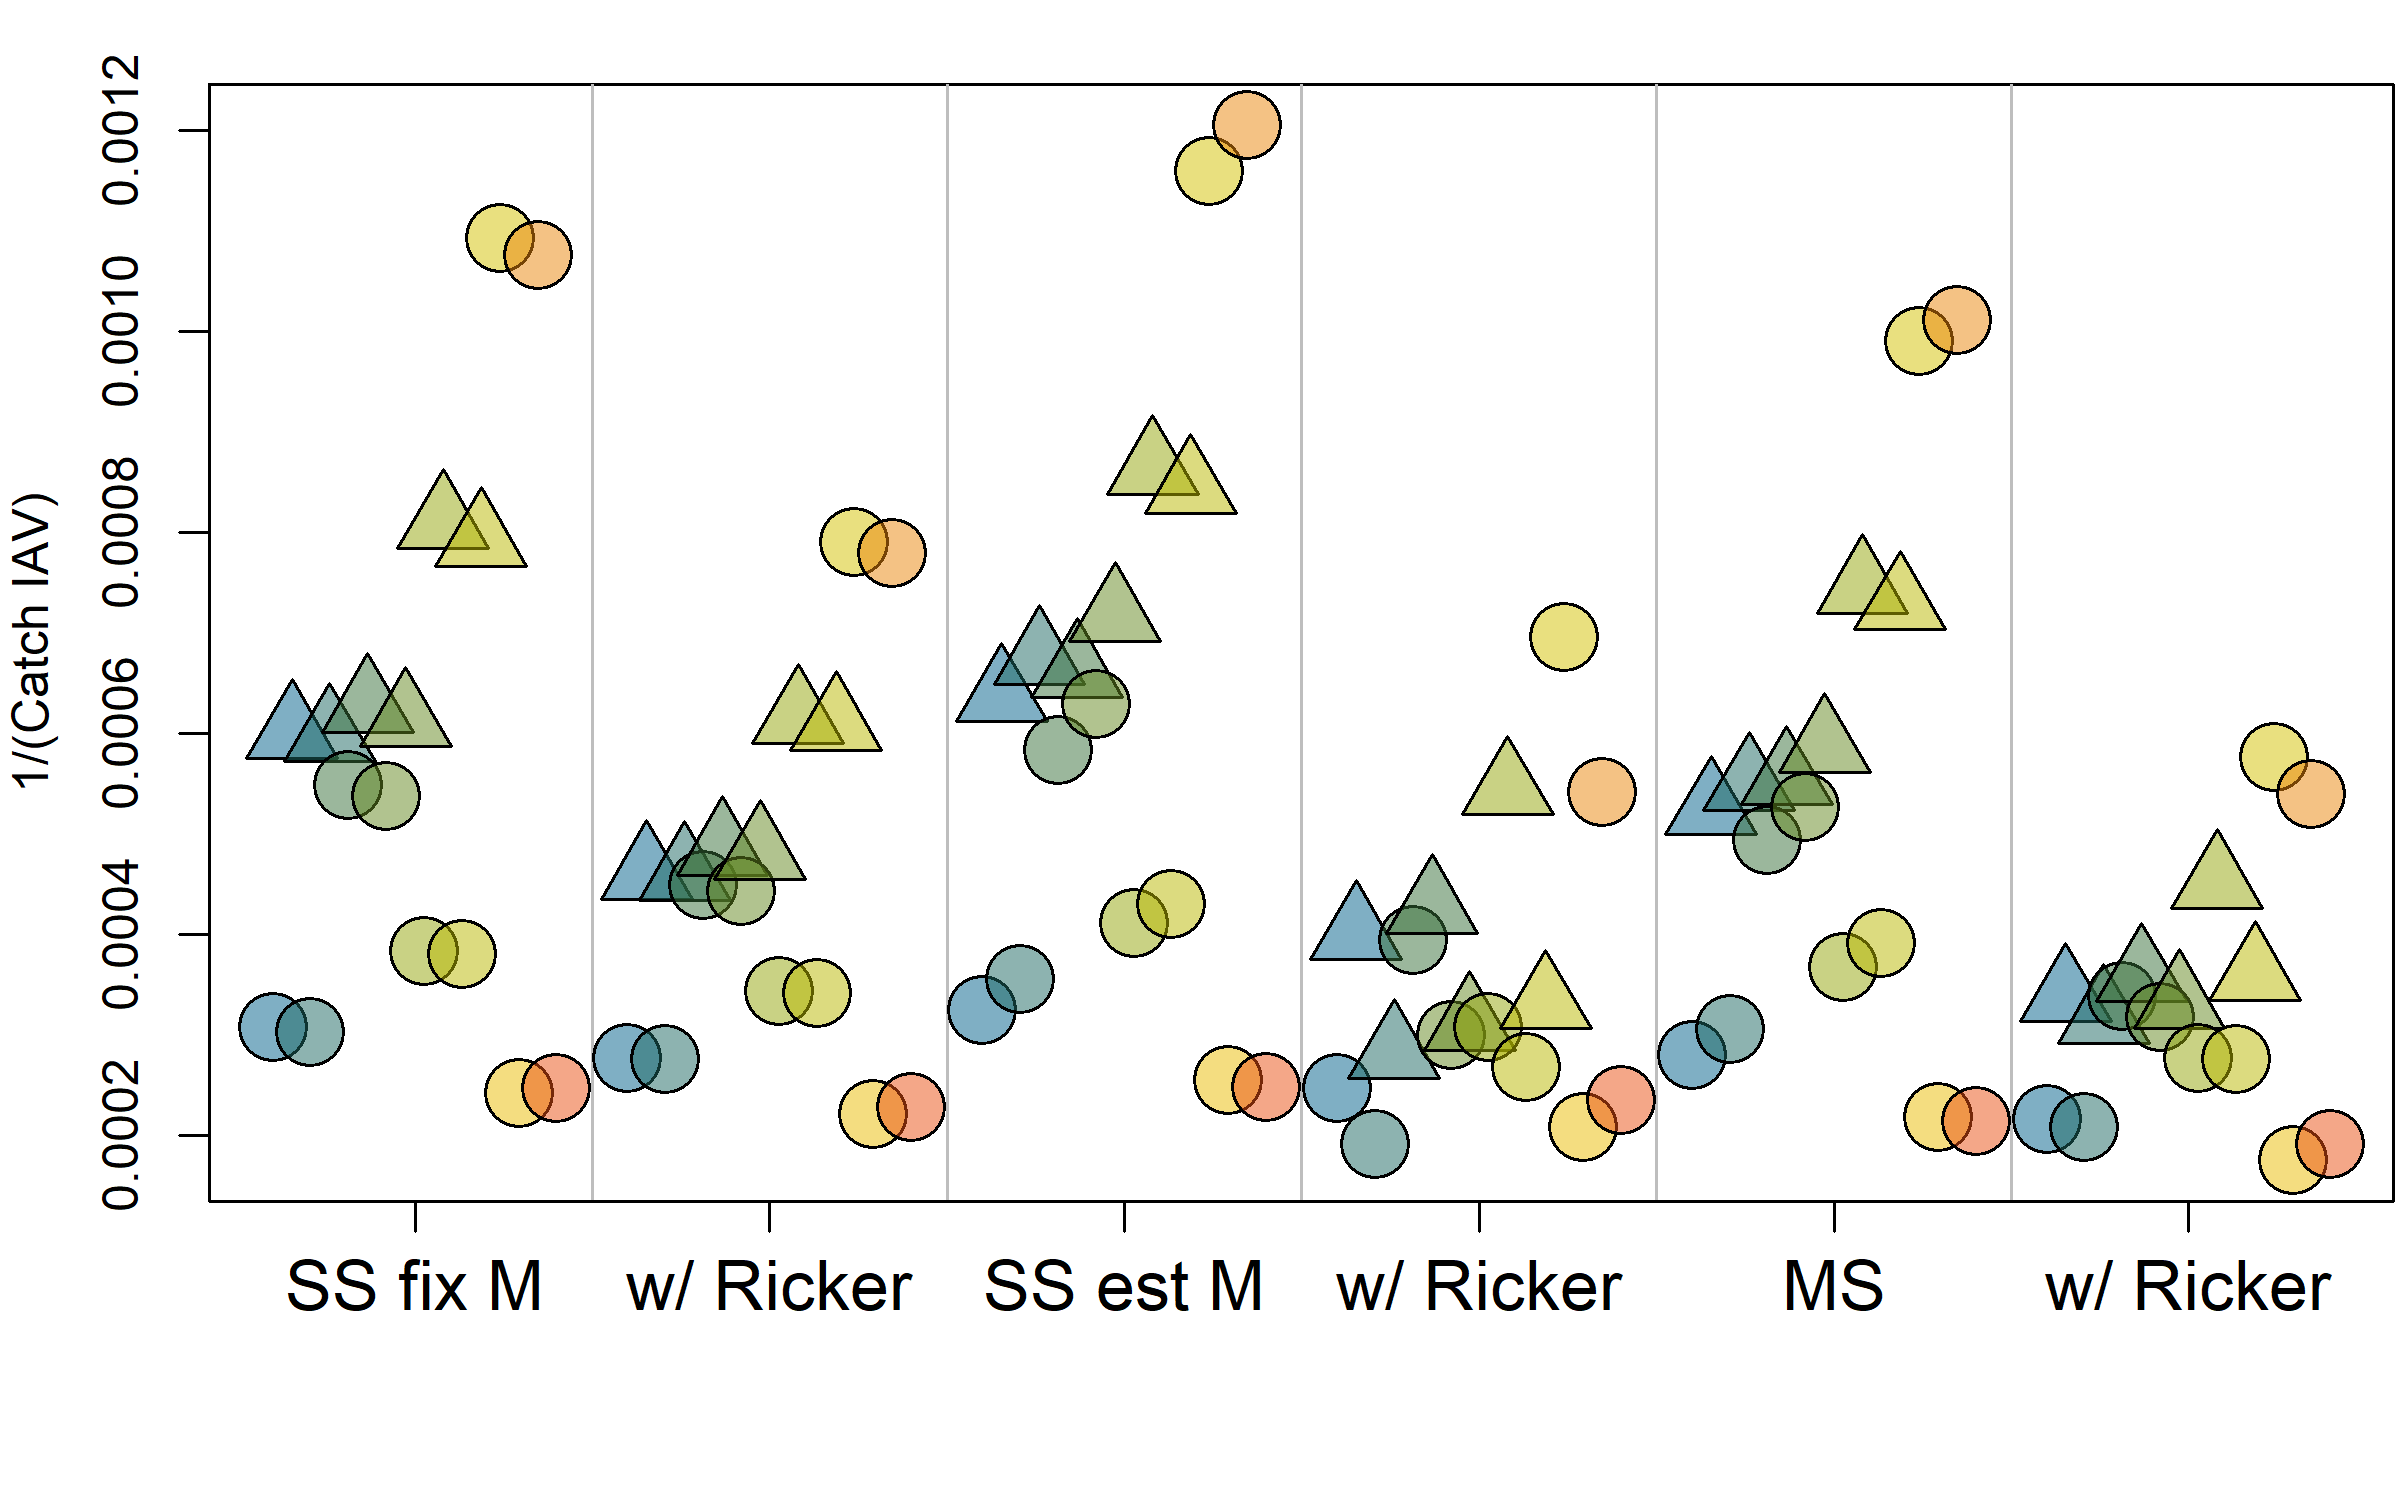 1/(Catch IAV)
0.0012
0.0010
0.0008
0.0006
0.0004
0.0002
SS fix M
w/ Ricker
SS est M
w/ Ricker
MS
w/ Ricker